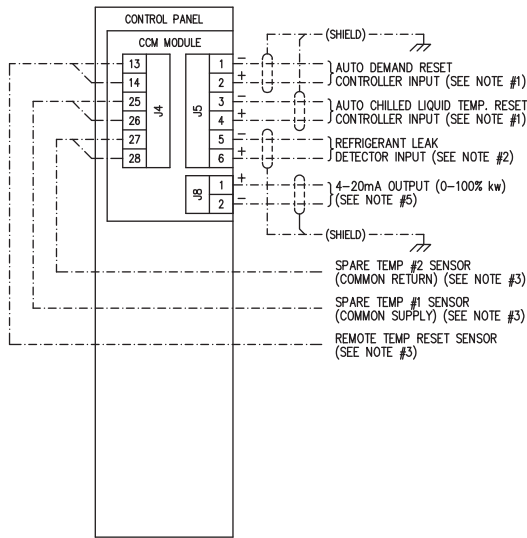 CONTROL PANEL
CCM MODULE
13
14
25
26
27
28
J4
J5
1
2
3
4
5
6
J8
1
2
−
+
−
+
−
+
+
−
(SHIELD)
AUTO DEMAND RESET
CONTROLLER INPUT (SEE NOTE #1)
AUTO CHILLED LIQUID TEMP. RESET
CONTROLLER INPUT (SEE NOTE #1)
REFRIGERANT LEAK
DETECTOR INPUT (SEE NOTE #2)
4-20mA OUTPUT (0-100% kw)
(SEE NOTE #5)
(SHIELD)
SPARE TEMP #2 SENSOR
(COMMON RETURN) (SEE NOTE #3)
SPARE TEMP #1 SENSOR
(COMMON SUPPLY) (SEE NOTE #3)
REMOTE TEMP RESET SENSOR
(SEE NOTE #3)